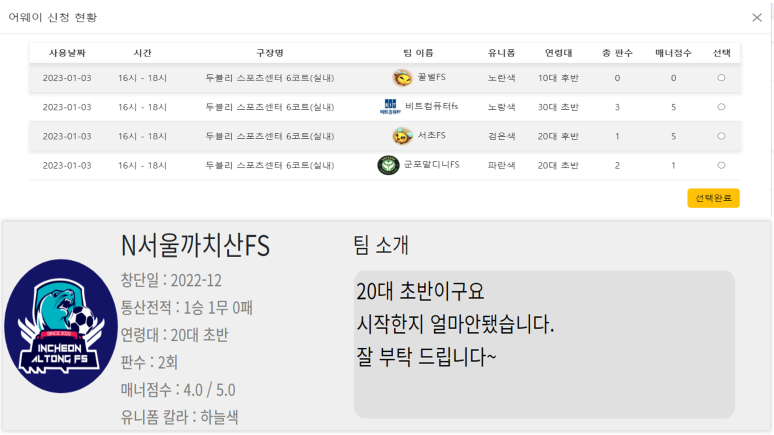 어웨이 신청 현황
사용날짜 시간 구장명 팀 이름 유니폼 연령대 총 판수 매너점수 선택
2023-01-03 16시 - 18시 두블리 스포츠센터 6코트(실내) 꿀벌FS 노란색 10대 후반 0 0
2023-01-03 16시 - 18시 두블리 스포츠센터 6코트(실내) 비트컴퓨터fs 노랑색 30대 초반 3 5
2023-01-03 16시 - 18시 두블리 스포츠센터 6코트(실내) 서초FS 검은색 20대 후반 1 5
2023-01-03 16시 - 18시 두블리 스포츠센터 6코트(실내) 군포말디니FS 파란색 20대 초반 2 1
선택완료
N서울까치산FS
창단일 : 2022-12
통산전적 : 1승 1무 0패
연령대 : 20대 초반
판수 : 2회
매너점수 : 4.0 / 5.0
유니폼 칼라 : 하늘색
SINCE 2020
INCHEON
ALTONG FS
팀 소개
20대 초반이구요
시작한지 얼마안됐습니다.
잘 부탁 드립니다~